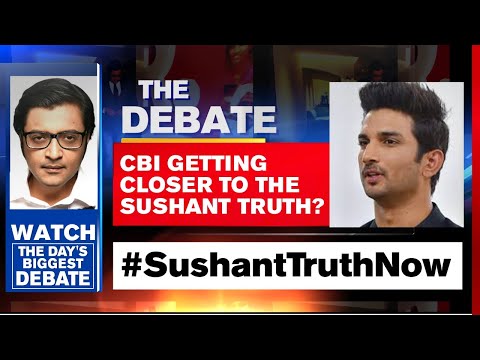 THE
DEBATE
CBI GETTING
CLOSER TO THE
SUSHANT TRUTH?
WATCH
THE DAY'S
BIGGEST
DEBATE
#SushantTruthNow